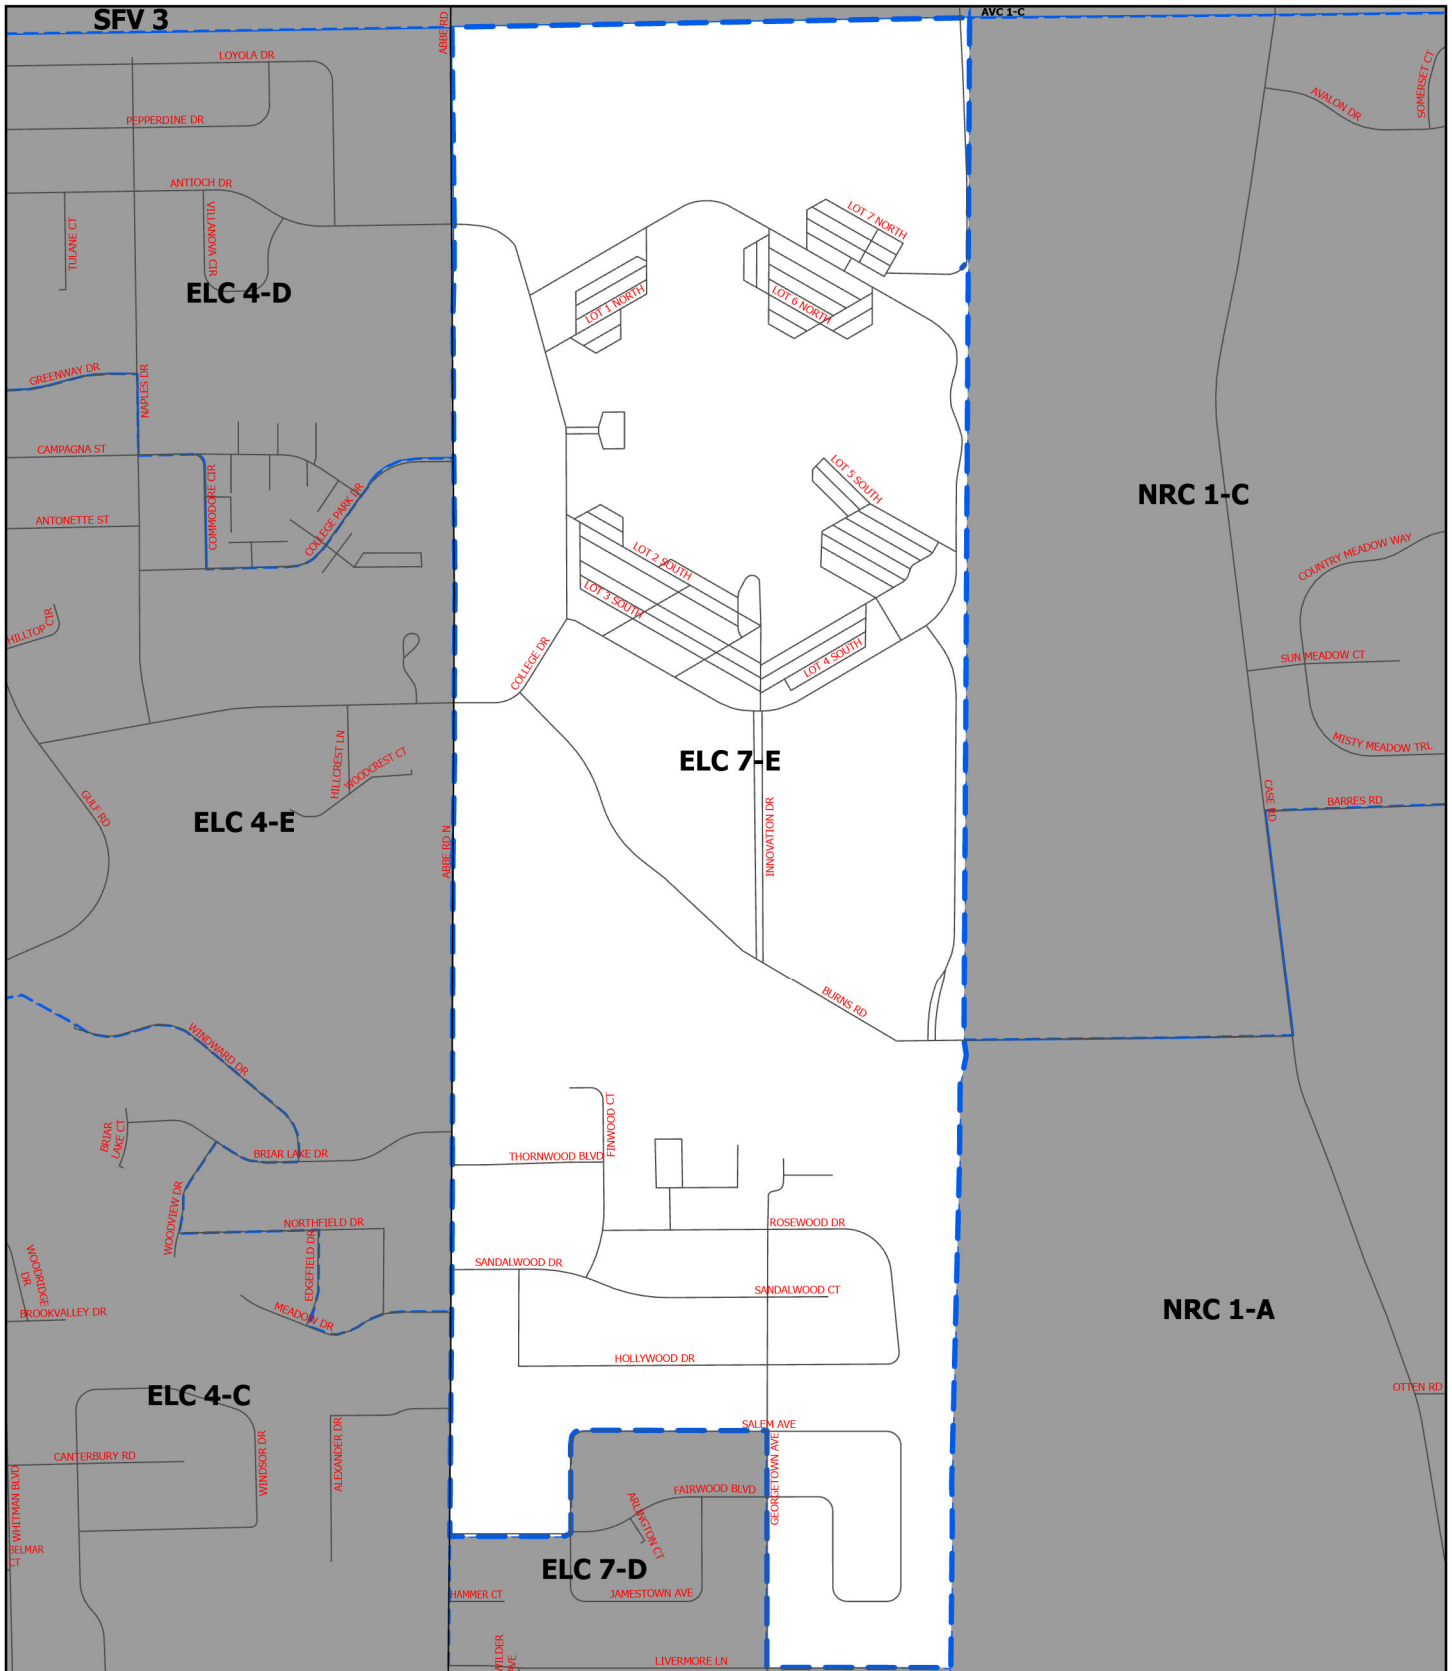 SFV 3
ABBE RD
AVC 1-C
LOYOLA DR
SOMERSET CT
AVALON DR
PEPPERDINE DR
ANTIOCH DR
TULANE CT
VILLANOVA CIR
LOT 7 NORTH
ELC 4-D
LOT 1 NORTH
LOT 6 NORTH
GREENWAY DR
NAPLES DR
CAMPAGNA ST
COMMODORE CIR
COLLEGE PARK DR
LOT 5 SOUTH
NRC 1-C
ANTONETTE ST
LOT 2 SOUTH
LOT 3 SOUTH
COUNTRY MEADOW WAY
HILLTOP CIR
COLLEGE DR
LOT 4 SOUTH
SUN MEADOW CT
HILLCREST LN
WOODCREST CT
ELC 7-E
MISTY MEADOW TRL
GULF RD
ELC 4-E
ABBE RD N
INNOVATION DR
CASE RD
BARRES RD
BURNS RD
WINDWARD DR
BRIAR
LAKE CT
BRIAR LAKE DR
FINWOOD CT
THORNWOOD BLVD
WOODVIEW DR
NORTHFIELD DR
ROSEWOOD DR
WOODRIDGE
DR
EDGEFIELD DR
SANDALWOOD DR
SANDALWOOD CT
BROOKVALLEY DR
MEADOW DR
NRC 1-A
HOLLYWOOD DR
ELC 4-C
OTTEN RD
SALEM AVE
CANTERBURY RD
WINDSOR DR
ALEXANDER DR
GEORGETOWN AVE
WHITMAN BLVD
FAIRWOOD BLVD
ARLINGTON CT
BELMAR
CT
ELC 7-D
HAMMER CT
JAMESTOWN AVE
WILDER
AVE
LIVERMORE LN